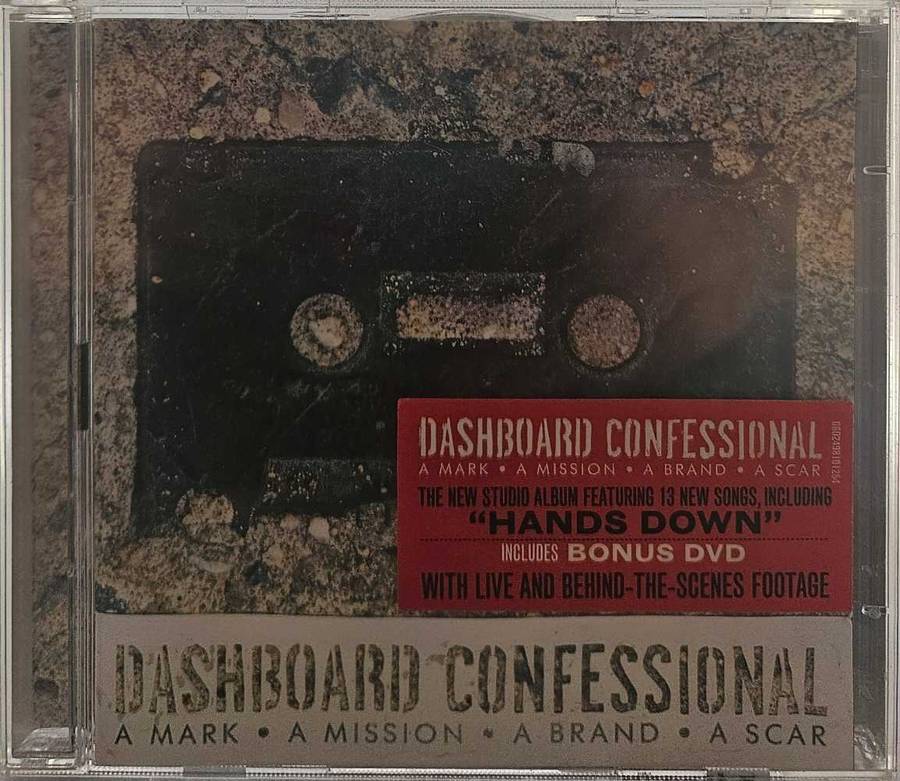 DASHBOARD CONFESSIONAL
A MARK • A MISSION • A BRAND • A SCAR
THE NEW STUDIO ALBUM FEATURING 13 NEW SONGS, INCLUDING
“HANDS DOWN”
INCLUDES BONUS DVD
WITH LIVE AND BEHIND-THE-SCENES FOOTAGE
DASHBOARD CONFESSIONAL
A MARK • A MISSION • A BRAND • A SCAR